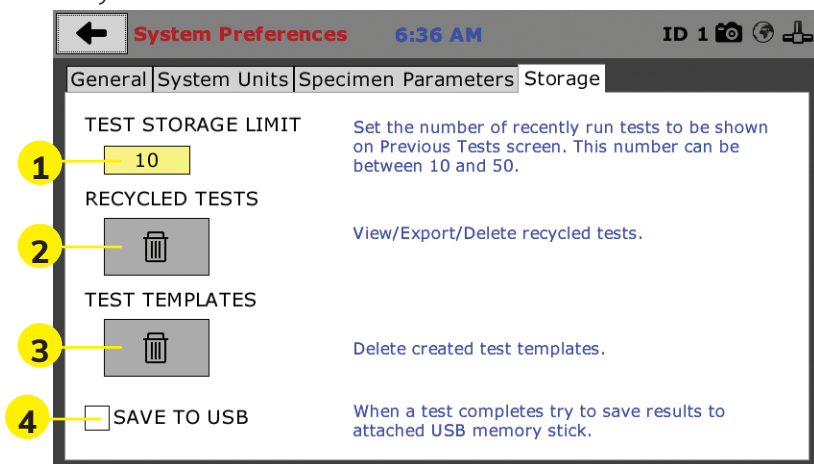 System Preferences 6:36 AM ID 1
General System Units Specimen Parameters Storage
TEST STORAGE LIMIT
Set the number of recently run tests to be shown
on Previous Tests screen. This number can be
between 10 and 50.
1 10
RECYCLED TESTS
2
View/Export/Delete recycled tests.
TEST TEMPLATES
3
Delete created test templates.
4 SAVE TO USB
When a test completes try to save results to
attached USB memory stick.